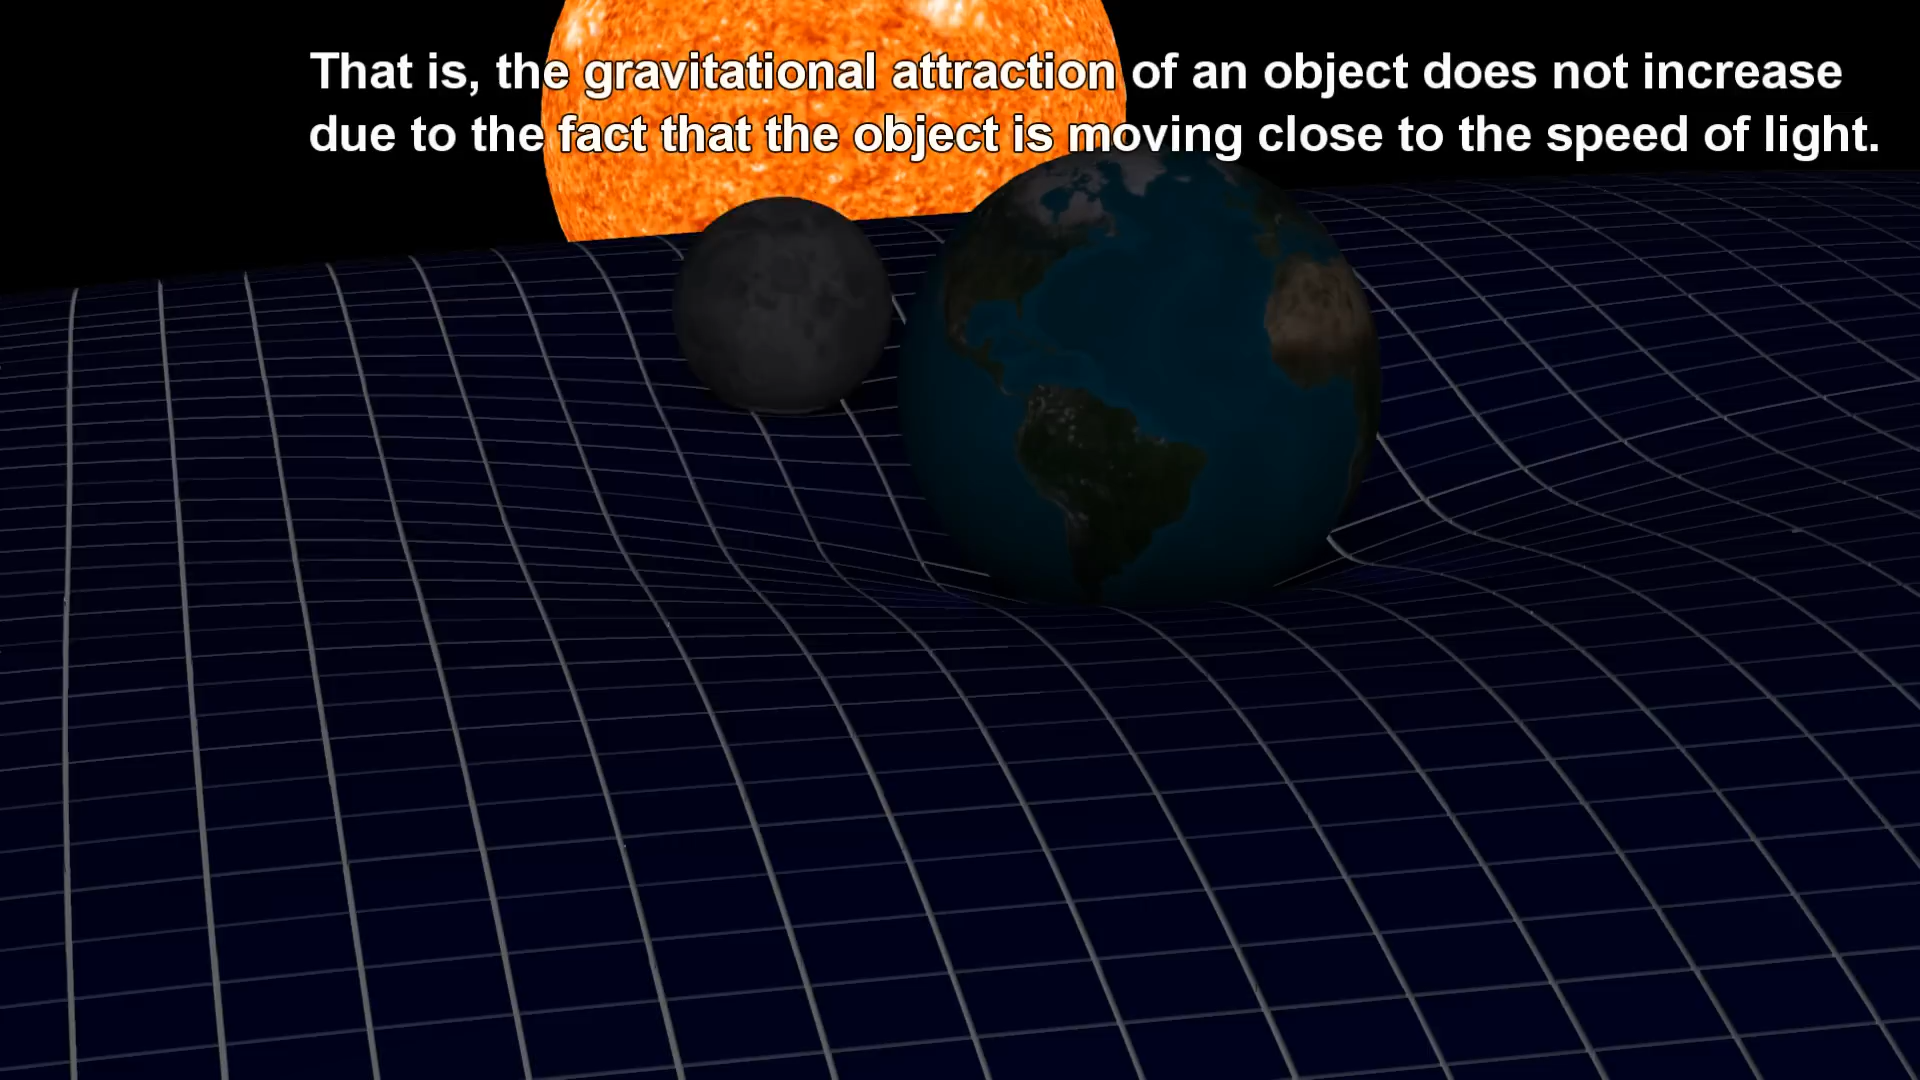 That is, the gravitational attraction of an object does not increase
due to the fact that the object is moving close to the speed of light.